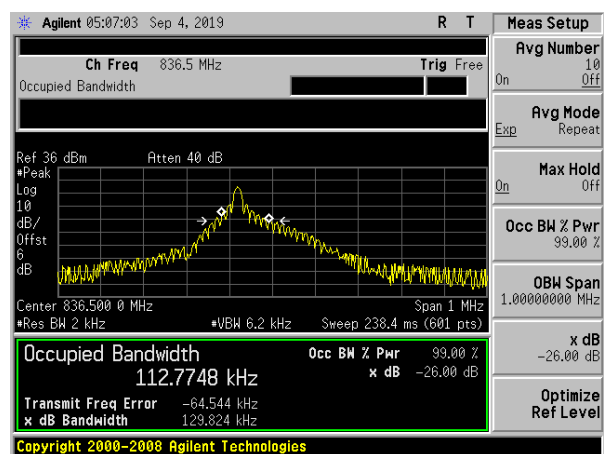 Agilent 05:07:03 Sep 4, 2019 R T
Ch Freq 836.5 MHz Trig Free
Occupied Bandwidth
Ref 36 dBm Atten 40 dB
#Peak
Log
10
dB/
Offst
6
dB
Center 836.500 0 MHz Span 1 MHz
#Res BW 2 kHz #VBW 6.2 kHz Sweep 238.4 ms (601 pts)
Occupied Bandwidth Occ BW % Pwr 99.00 %
112.7748 kHz x dB -26.00 dB
Transmit Freq Error -64.544 kHz
x dB Bandwidth 129.824 kHz
Copyright 2000-2008 Agilent Technologies
Meas Setup
Avg Number
10
On Off
Avg Mode
Exp Repeat
Max Hold
On Off
Occ BW % Pwr
99.00 %
OBW Span
1.00000000 MHz
x dB
-26.00 dB
Optimize
Ref Level